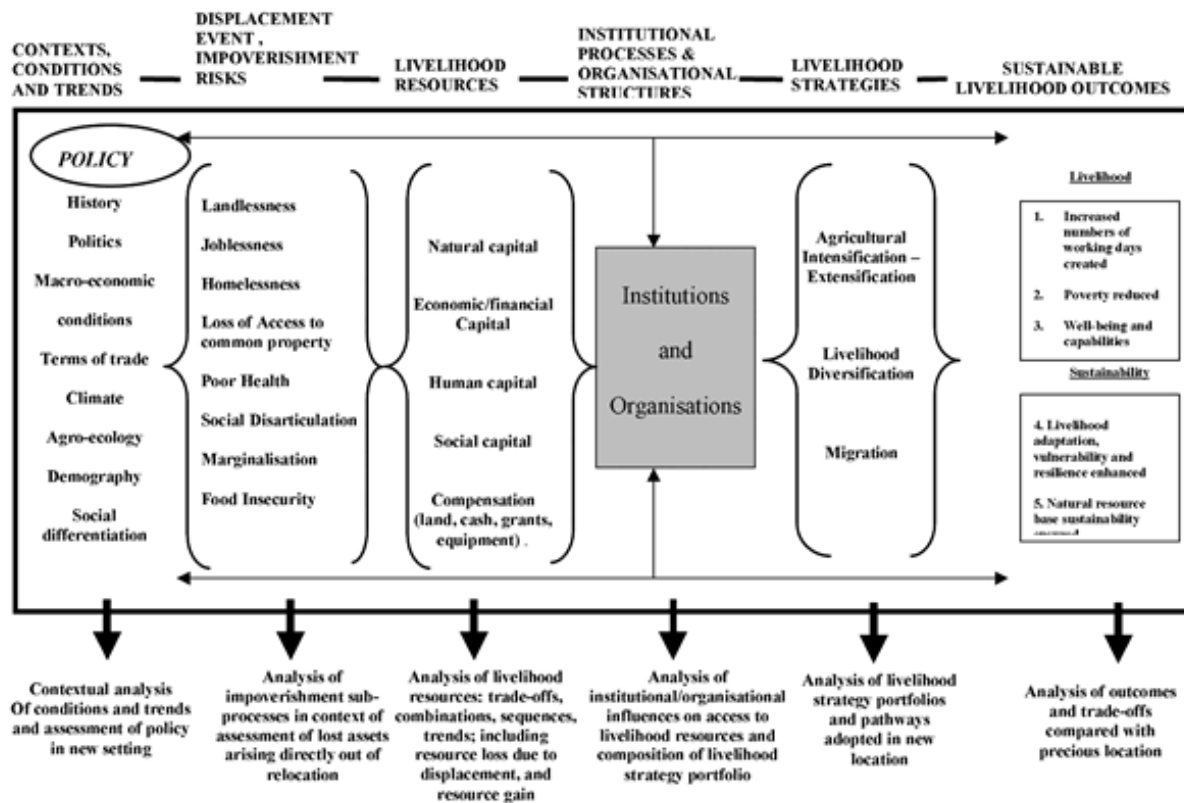 CONTEXTS,
CONDITIONS
AND TRENDS
DISPLACEMENT
EVENT ,
IMPOVERISHMENT
RISKS
LIVELIHOOD
RESOURCES
INSTITUTIONAL
PROCESSES &
ORGANISATIONAL
STRUCTURES
LIVELIHOOD
STRATEGIES
SUSTAINABLE
LIVELIHOOD OUTCOMES
POLICY
History
Politics
Macro-economic
conditions
Terms of trade
Climate
Agro-ecology
Demography
Social
differentiation
Landlessness
Joblessness
Homelessness
Loss of Access to
common property
Poor Health
Social Disarticulation
Marginalisation
Food Insecurity
Natural capital
Economic/financial
Capital
Human capital
Social capital
Compensation
(land, cash, grants,
equipment) .
Institutions
and
Organisations
Agricultural
Intensification –
Extensification
Livelihood
Diversification
Migration
Livelihood
1. Increased
numbers of
working days
created
2. Poverty reduced
3. Well-being and
capabilities
Sustainability
4. Livelihood
adaptation,
vulnerability and
resilience enhanced
5. Natural resource
base sustainability
Contextual analysis
Of conditions and trends
and assessment of policy
in new setting
Analysis of
impoverishment sub-
processes in context of
assessment of lost assets
arising directly out of
relocation
Analysis of livelihood
resources: trade-offs,
combinations, sequences,
trends; including
resource loss due to
displacement, and
resource gain
Analysis of
institutional/organisational
influences on access to
livelihood resources and
composition of livelihood
strategy portfolio
Analysis of livelihood
strategy portfolios
and pathways
adopted in new
location
Analysis of outcomes
and trade-offs
compared with
precious location